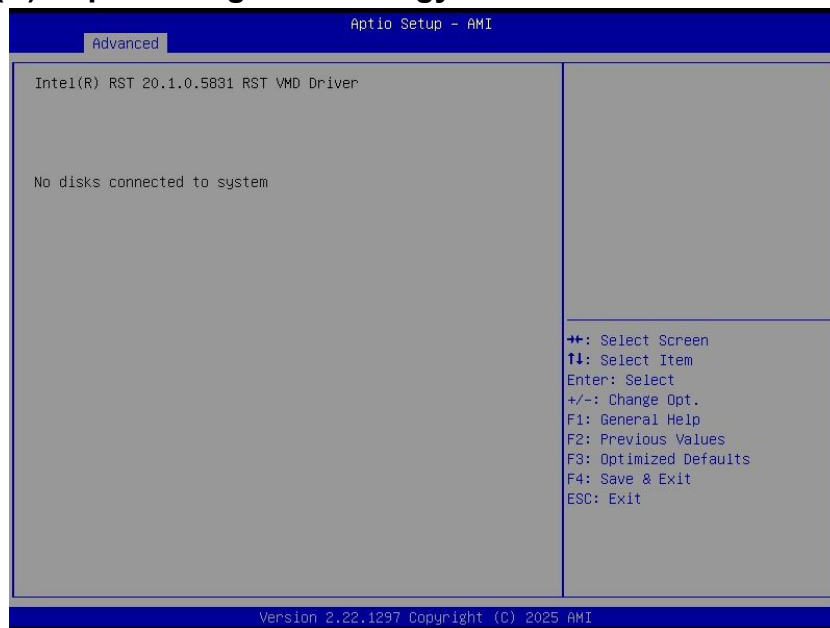 Aptio Setup – AMI
Advanced
Intel(R) RST 20.1.0.5831 RST VMD Driver
No disks connected to system
→←: Select Screen
↑↓: Select Item
Enter: Select
+/-: Change Opt.
F1: General Help
F2: Previous Values
F3: Optimized Defaults
F4: Save & Exit
ESC: Exit
Version 2.22.1297 Copyright (C) 2025 AMI